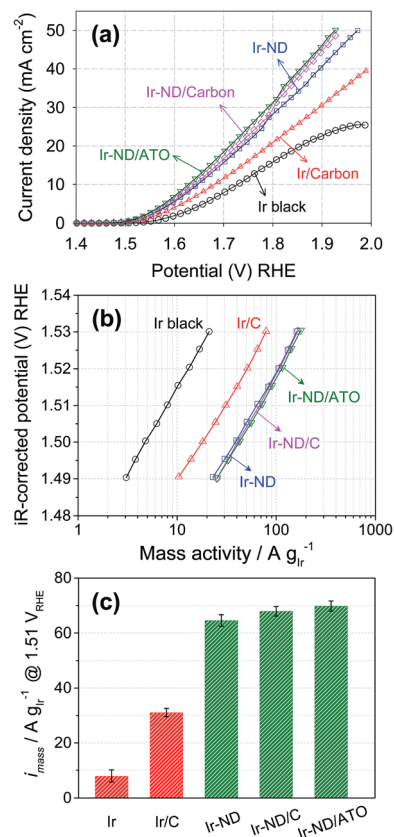 (a)
Current density (mA cm⁻²)
50
40
30
20
10
0
Ir-ND
Ir-ND/Carbon
Ir-ND/ATO
Ir/Carbon
Ir black
1.4 1.5 1.6 1.7 1.8 1.9 2.0
Potential (V) RHE
(b)
iR-corrected potential (V) RHE
1.54
1.53
1.52
1.51
1.50
1.49
1.48
Ir black
Ir/C
Ir-ND/ATO
Ir-ND/C
Ir-ND
1 10 100 1000
Mass activity / A g_Ir⁻¹
(c)
i_mass / A g_Ir⁻¹ @ 1.51 V_RHE
80
60
40
20
0
Ir Ir/C Ir-ND Ir-ND/C Ir-ND/ATO